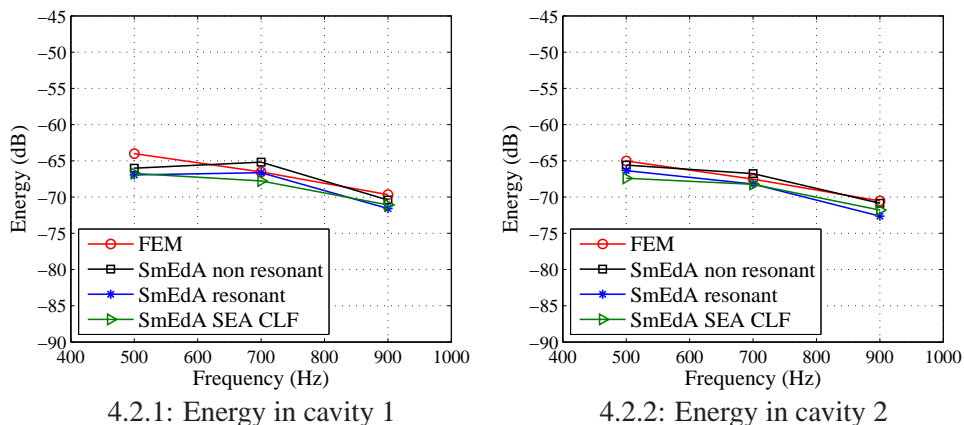 −45
−50
−55
−60
−65
−70
−75
−80
−85
−90
Energy (dB)
FEM
SmEdA non resonant
SmEdA resonant
SmEdA SEA CLF
400 500 600 700 800 900 1000
Frequency (Hz)
4.2.1: Energy in cavity 1
−45
−50
−55
−60
−65
−70
−75
−80
−85
−90
Energy (dB)
FEM
SmEdA non resonant
SmEdA resonant
SmEdA SEA CLF
400 500 600 700 800 900 1000
Frequency (Hz)
4.2.2: Energy in cavity 2